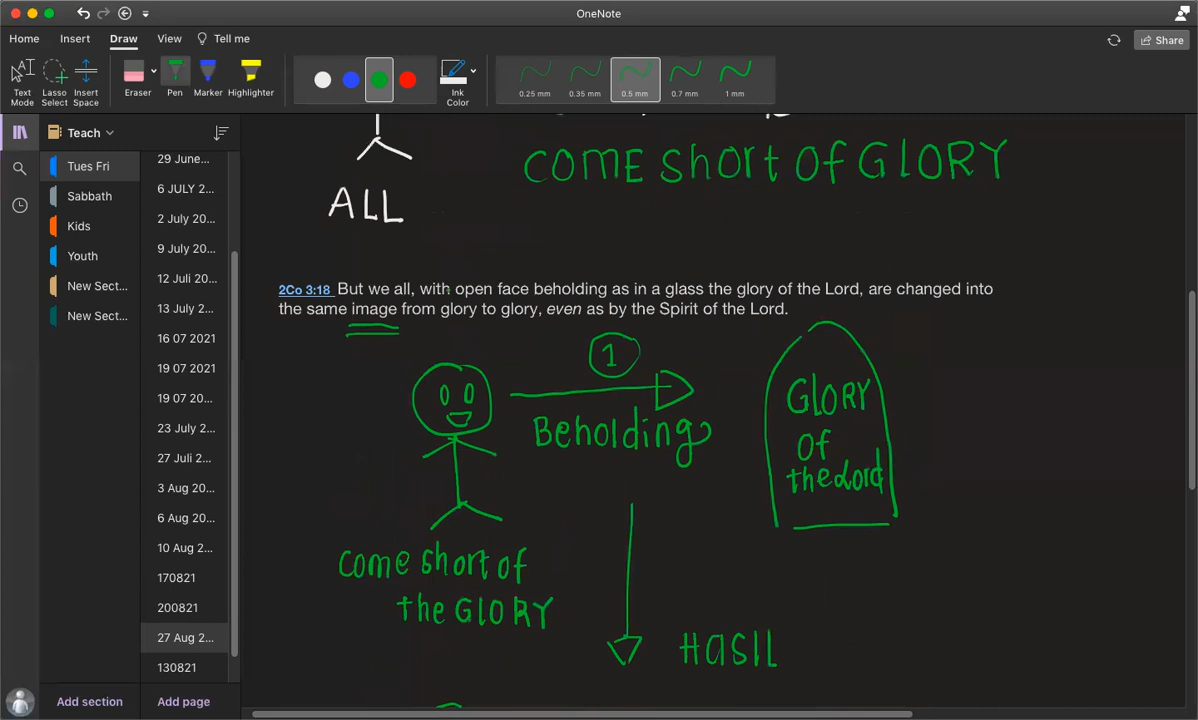 OneNote
Home Insert Draw View Tell me
Share
Text Mode
Lasso Select
Insert Space
Eraser
Pen
Marker
Highlighter
Ink Color
0.25 mm
0.35 mm
0.5 mm
0.7 mm
1 mm
Teach
Tues Fri
Sabbath
Kids
Youth
New Sect...
New Sect...
Add section
29 June...
6 JULY 2...
2 July 20...
9 July 20...
12 Juli 20...
13 July 2...
16 07 2021
19 07 2021
19 07 202...
23 July 2...
27 Juli 2...
3 Aug 20...
6 Aug 20...
10 Aug 2...
170821
200821
27 Aug 2...
130821
Add page
COME short of GLORY
ALL
2Co 3:18 But we all, with open face beholding as in a glass the glory of the Lord, are changed into
the same image from glory to glory, even as by the Spirit of the Lord.
1
Beholding
GLORY
of
the Lord
Come short of
the GLORY
HASIL